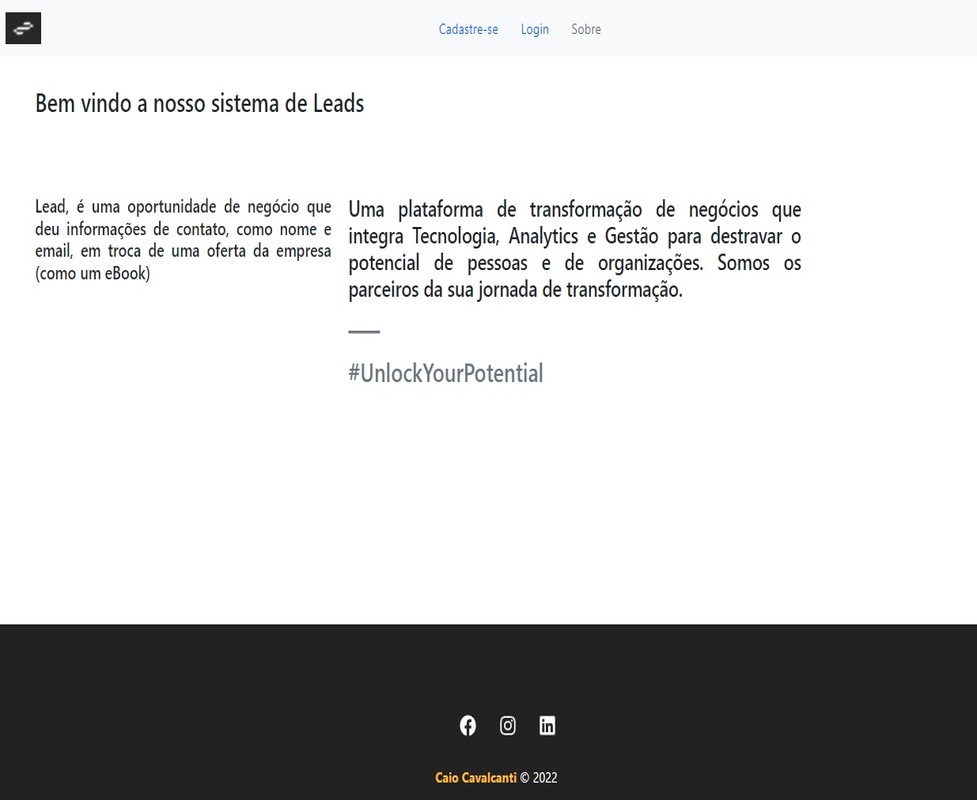 Cadastre-se Login Sobre
Bem vindo a nosso sistema de Leads
Lead, é uma oportunidade de negócio que
deu informações de contato, como nome e
email, em troca de uma oferta da empresa
(como um eBook)
Uma plataforma de transformação de negócios que
integra Tecnologia, Analytics e Gestão para destravar o
potencial de pessoas e de organizações. Somos os
parceiros da sua jornada de transformação.
#UnlockYourPotential
Caio Cavalcanti © 2022